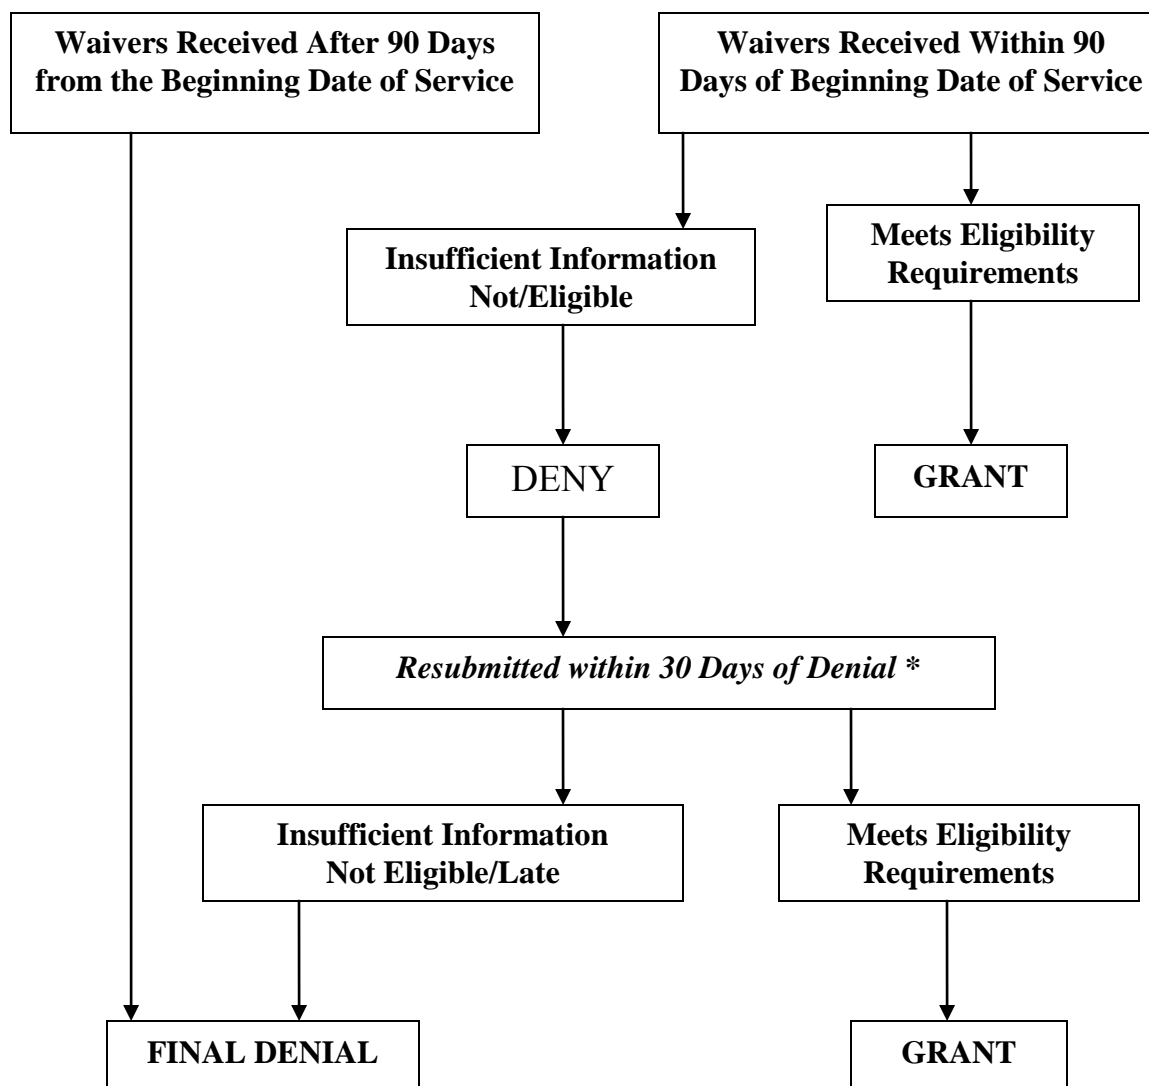 Waivers Received After 90 Days
from the Beginning Date of Service
Waivers Received Within 90
Days of Beginning Date of Service
Meets Eligibility
Requirements
Insufficient Information
Not/Eligible
DENY
GRANT
Resubmitted within 30 Days of Denial *
Insufficient Information
Not Eligible/Late
Meets Eligibility
Requirements
FINAL DENIAL
GRANT